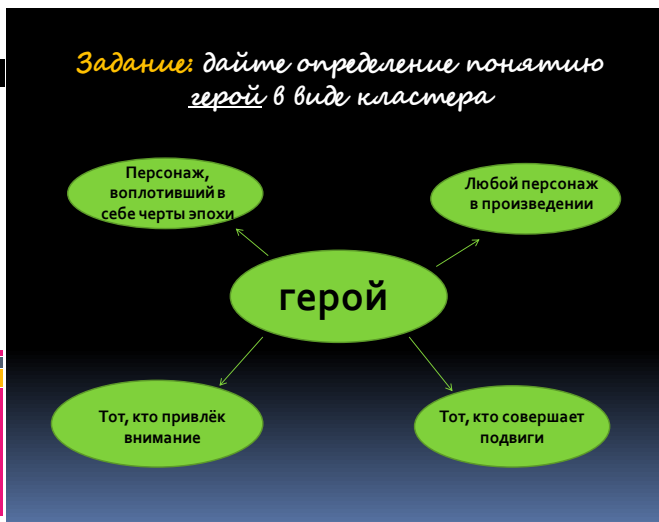 Задание: дайте определение понятию
герой в виде кластера
Персонаж,
воплотивший в
себе черты эпохи
Любой персонаж
в произведении
герой
Тот, кто привлёк
внимание
Тот, кто совершает
подвиги